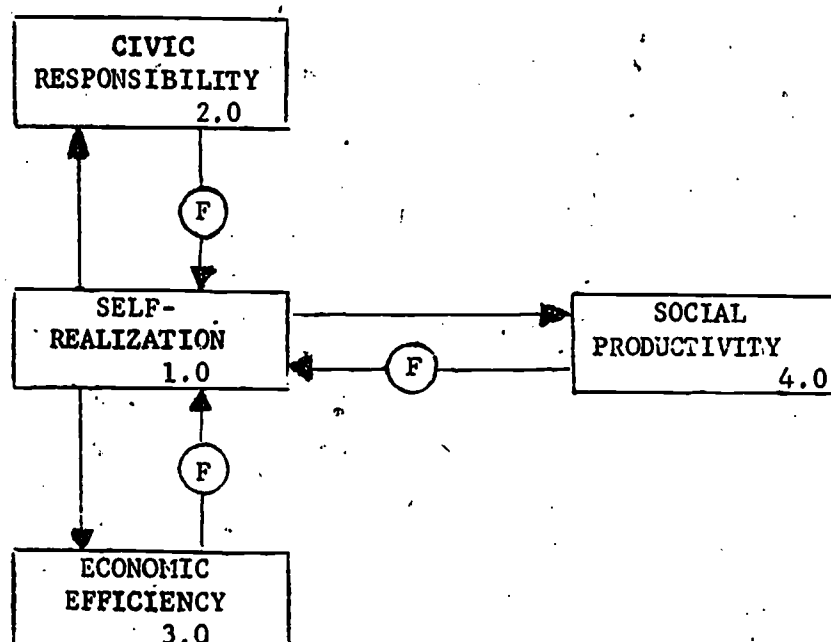 CIVIC
RESPONSIBILITY
2.0
F
SELF-
REALIZATION
1.0
F
SOCIAL
PRODUCTIVITY
4.0
F
ECONOMIC
EFFICIENCY
3.0